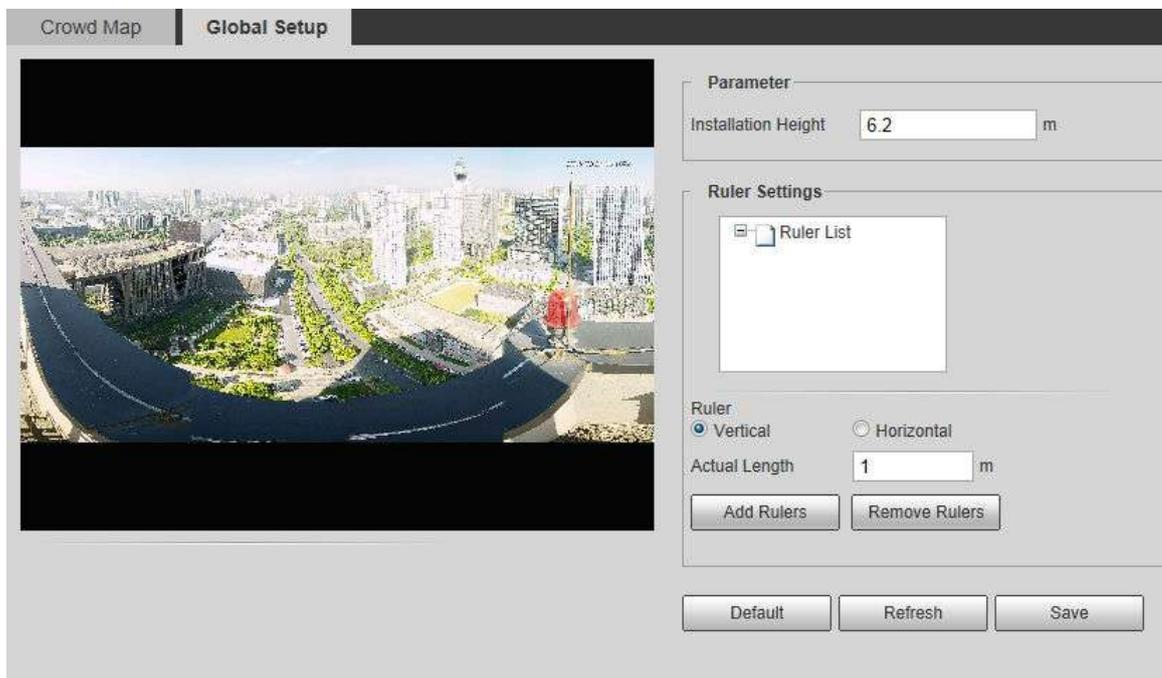 Crowd Map
Global Setup
Parameter
Installation Height 6.2 m
Ruler Settings
Ruler List
Ruler
Vertical Horizontal
Actual Length 1 m
Add Rulers Remove Rulers
Default Refresh Save